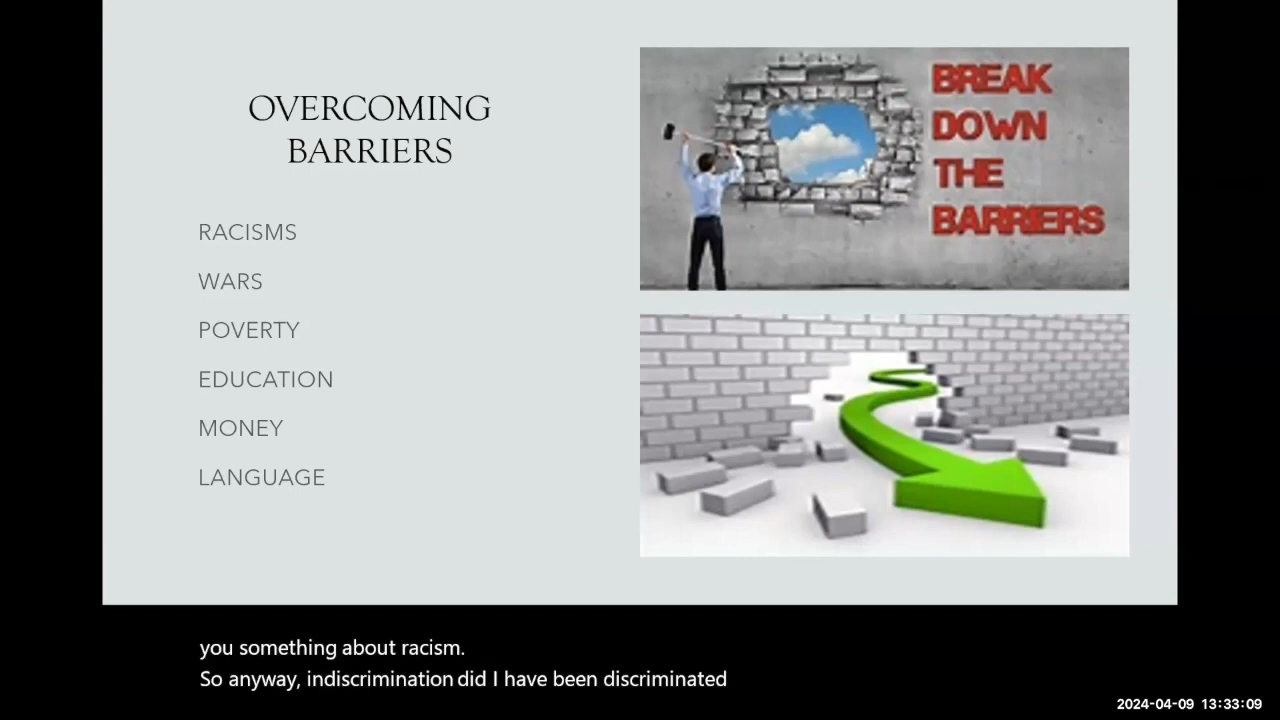 OVERCOMING
BARRIERS
RACISMS
WARS
POVERTY
EDUCATION
MONEY
LANGUAGE
BREAK
DOWN
THE
BARRIERS
you something about racism.
So anyway, indiscrimination did I have been discriminated
2024-04-09 13:33:09